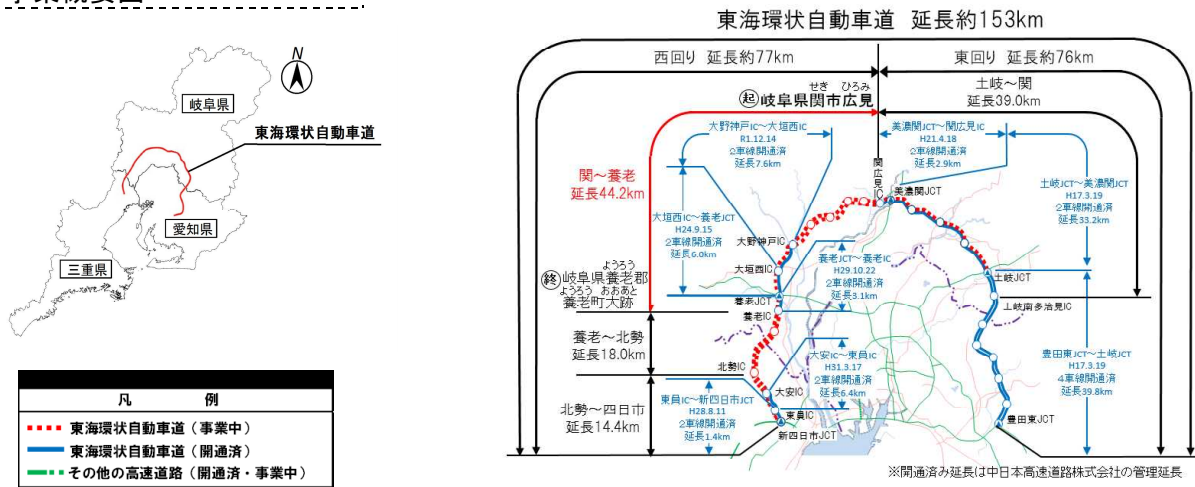 N
岐阜県
東海環状自動車道
愛知県
三重県
凡 例
東海環状自動車道（事業中）
東海環状自動車道（開通済）
その他の高速道路（開通済・事業中）
東海環状自動車道 延長約153km
西回り 延長約77km
東回り 延長約76km
せき ひろみ
起 岐阜県関市広見
土岐～関
延長39.0km
大野神戸IC～大垣西IC
R1.12.14
2車線開通済
延長7.6km
美濃関JCT～関広見IC
H21.4.18
2車線開通済
延長2.9km
関～養老
延長44.2km
関広見IC
美濃関JCT
土岐JCT～美濃関JCT
H17.3.19
2車線開通済
延長33.2km
大垣西IC～養老JCT
H24.9.15
2車線開通済
延長6.0km
大野神戸IC
養老JCT～養老IC
H29.10.22
2車線開通済
延長3.1km
大垣西IC
土岐JCT
ようろう
終 岐阜県養老郡
ようろう おおあと
養老町大跡
養老JCT
養老IC
土岐南多治見IC
養老～北勢
延長18.0km
大安IC～東員IC
H31.3.17
2車線開通済
延長6.4km
豊田東JCT～土岐JCT
H17.3.19
4車線開通済
延長39.8km
北勢IC
大安IC
北勢～四日市
延長14.4km
東員IC～新四日市JCT
H28.8.11
2車線開通済
延長1.4km
東員IC
新四日市JCT
豊田東JCT
※開通済み延長は中日本高速道路株式会社の管理延長